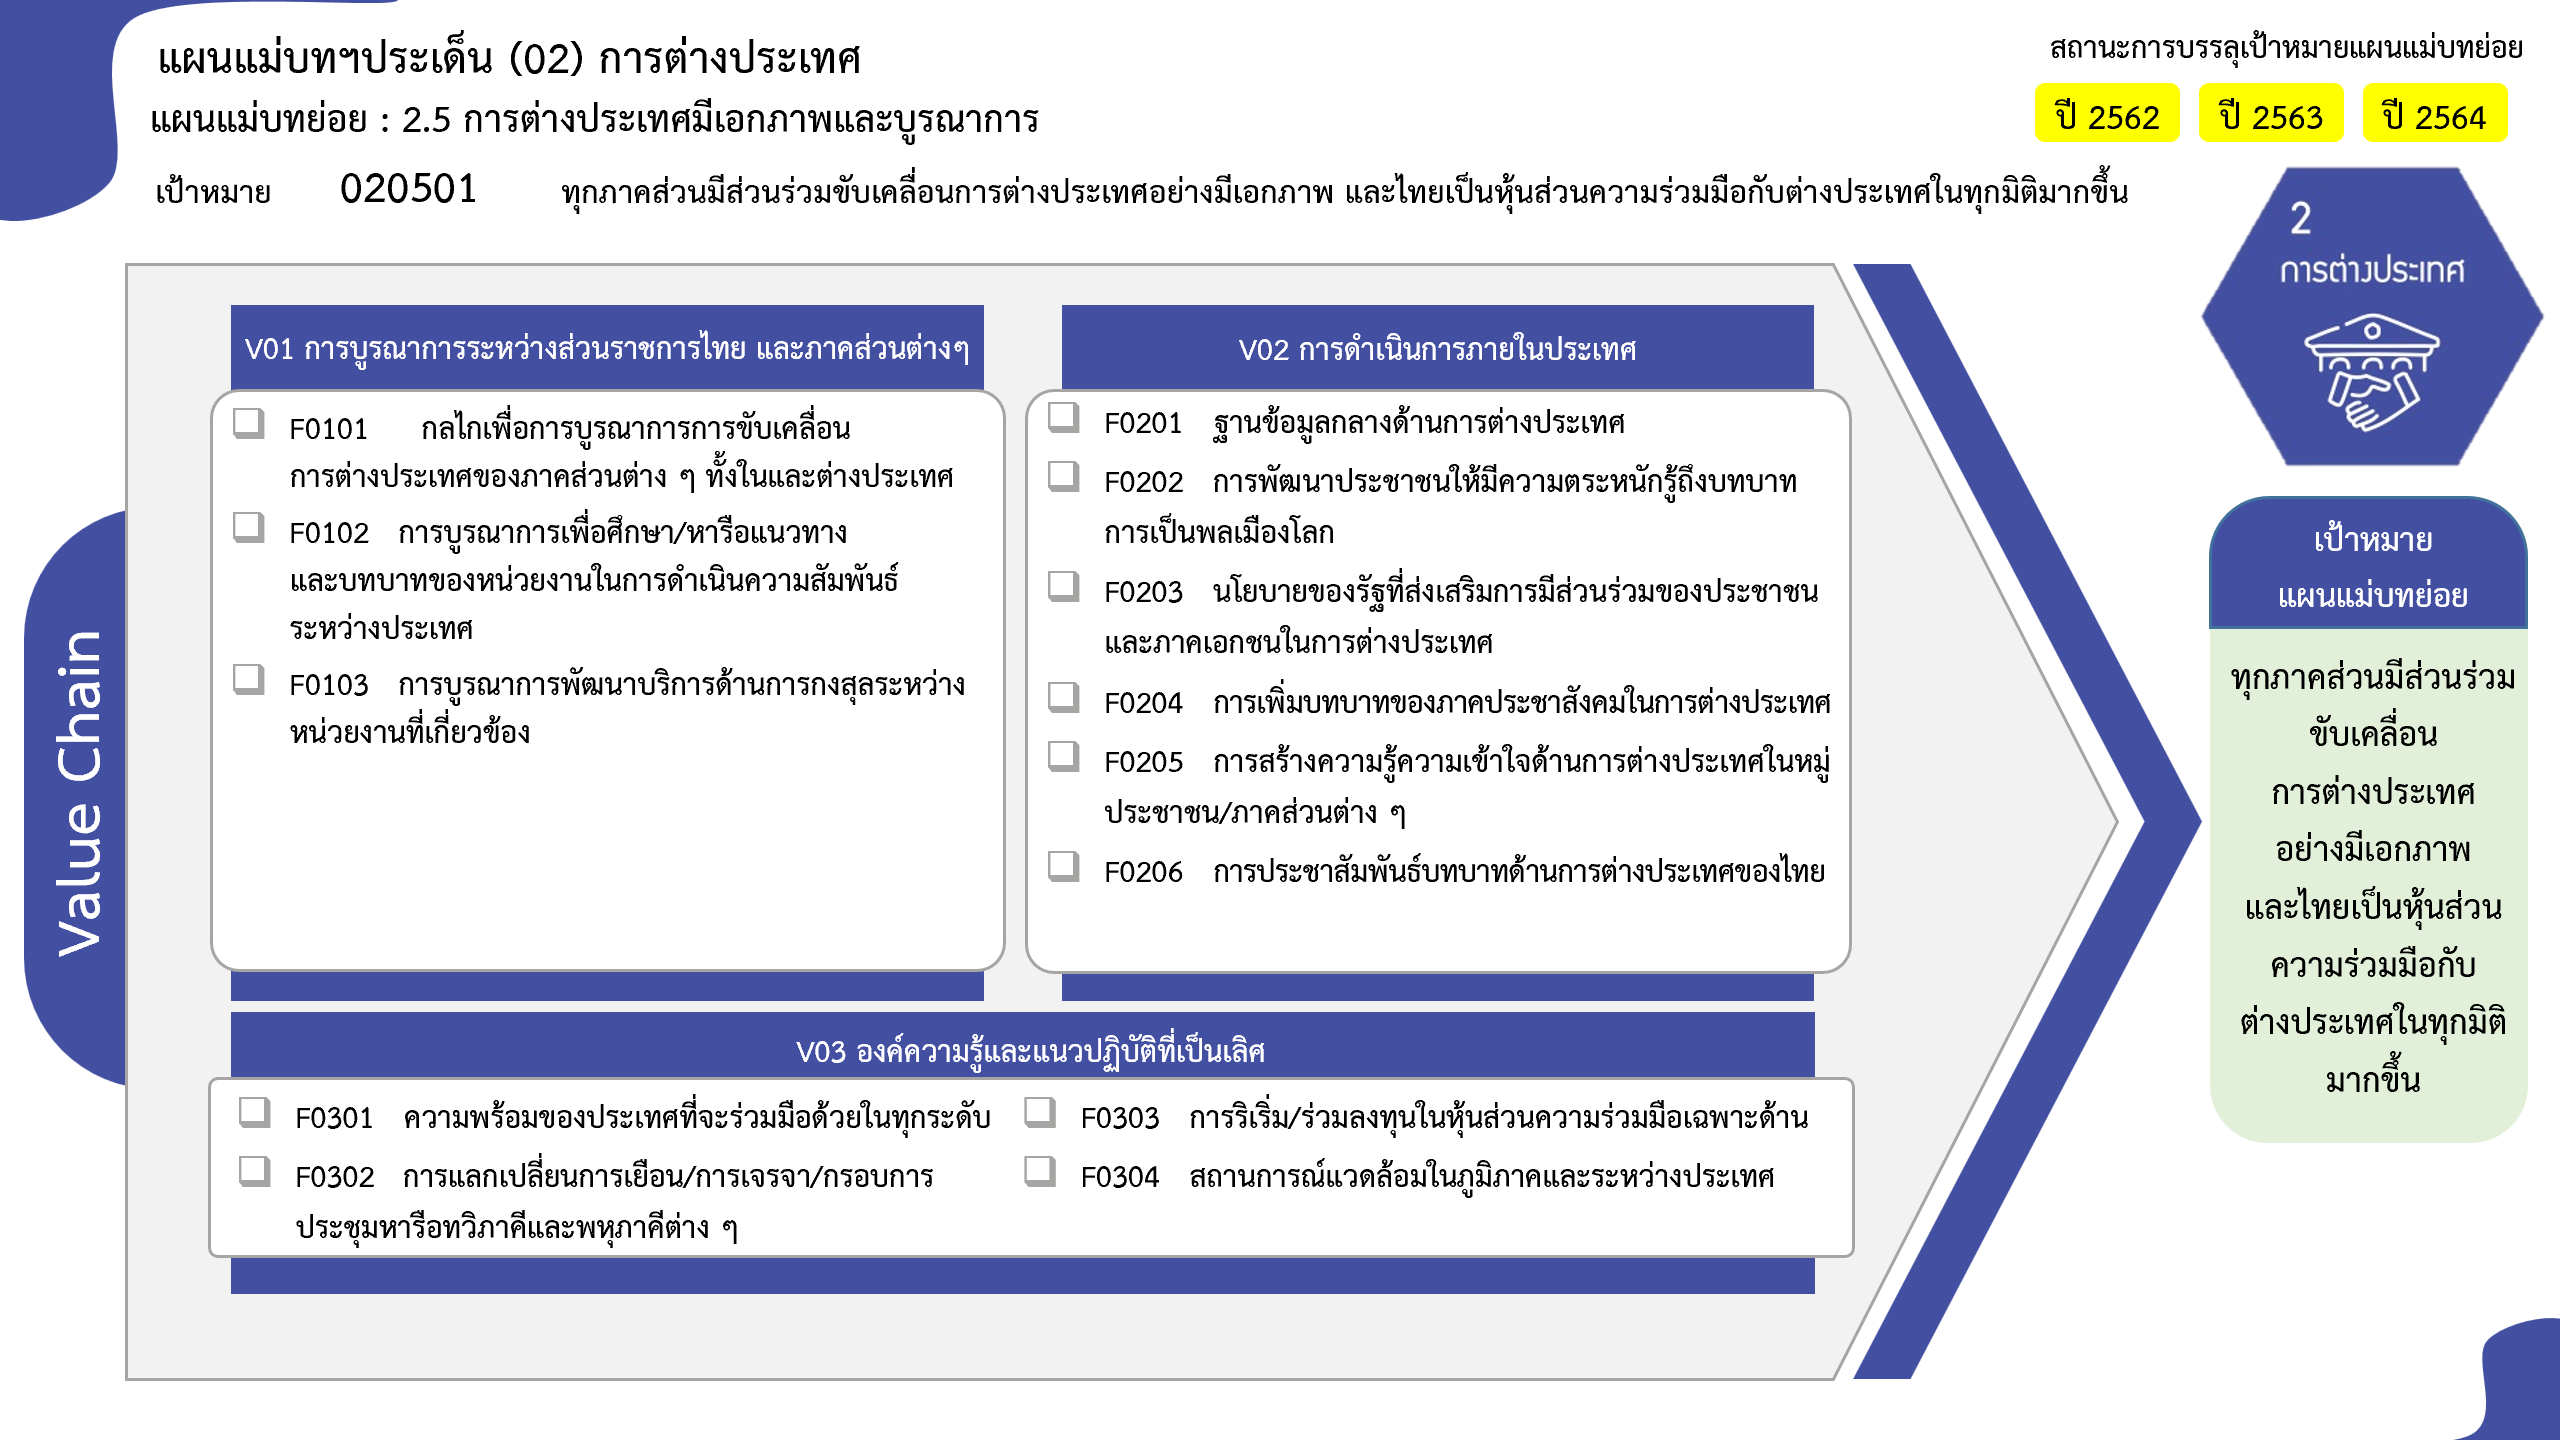 แผนแม่บทฯประเด็น (02) การต่างประเทศ
แผนแม่บทย่อย : 2.5 การต่างประเทศมีเอกภาพและบูรณาการ
เป้าหมาย 020501 ทุกภาคส่วนมีส่วนร่วมขับเคลื่อนการต่างประเทศอย่างมีเอกภาพ และไทยเป็นหุ้นส่วนความร่วมมือกับต่างประเทศในทุกมิติมากขึ้น
สถานะการบรรลุเป้าหมายแผนแม่บทย่อย
ปี 2562 ปี 2563 ปี 2564
2
การต่างประเทศ
Value Chain
V01 การบูรณาการระหว่างส่วนราชการไทย และภาคส่วนต่างๆ
F0101 กลไกเพื่อการบูรณาการการขับเคลื่อน
การต่างประเทศของภาคส่วนต่าง ๆ ทั้งในและต่างประเทศ
F0102 การบูรณาการเพื่อศึกษา/หารือแนวทาง
และบทบาทของหน่วยงานในการดำเนินความสัมพันธ์
ระหว่างประเทศ
F0103 การบูรณาการพัฒนาบริการด้านการกงสุลระหว่าง
หน่วยงานที่เกี่ยวข้อง
V02 การดำเนินการภายในประเทศ
F0201 ฐานข้อมูลกลางด้านการต่างประเทศ
F0202 การพัฒนาประชาชนให้มีความตระหนักรู้ถึงบทบาท
การเป็นพลเมืองโลก
F0203 นโยบายของรัฐที่ส่งเสริมการมีส่วนร่วมของประชาชน
และภาคเอกชนในการต่างประเทศ
F0204 การเพิ่มบทบาทของภาคประชาสังคมในการต่างประเทศ
F0205 การสร้างความรู้ความเข้าใจด้านการต่างประเทศในหมู่
ประชาชน/ภาคส่วนต่าง ๆ
F0206 การประชาสัมพันธ์บทบาทด้านการต่างประเทศของไทย
V03 องค์ความรู้และแนวปฏิบัติที่เป็นเลิศ
F0301 ความพร้อมของประเทศที่จะร่วมมือด้วยในทุกระดับ
F0302 การแลกเปลี่ยนการเยือน/การเจรจา/กรอบการ
ประชุมหารือทวิภาคีและพหุภาคีต่าง ๆ
F0303 การริเริ่ม/ร่วมลงทุนในหุ้นส่วนความร่วมมือเฉพาะด้าน
F0304 สถานการณ์แวดล้อมในภูมิภาคและระหว่างประเทศ
เป้าหมาย
แผนแม่บทย่อย
ทุกภาคส่วนมีส่วนร่วม
ขับเคลื่อน
การต่างประเทศ
อย่างมีเอกภาพ
และไทยเป็นหุ้นส่วน
ความร่วมมือกับ
ต่างประเทศในทุกมิติ
มากขึ้น